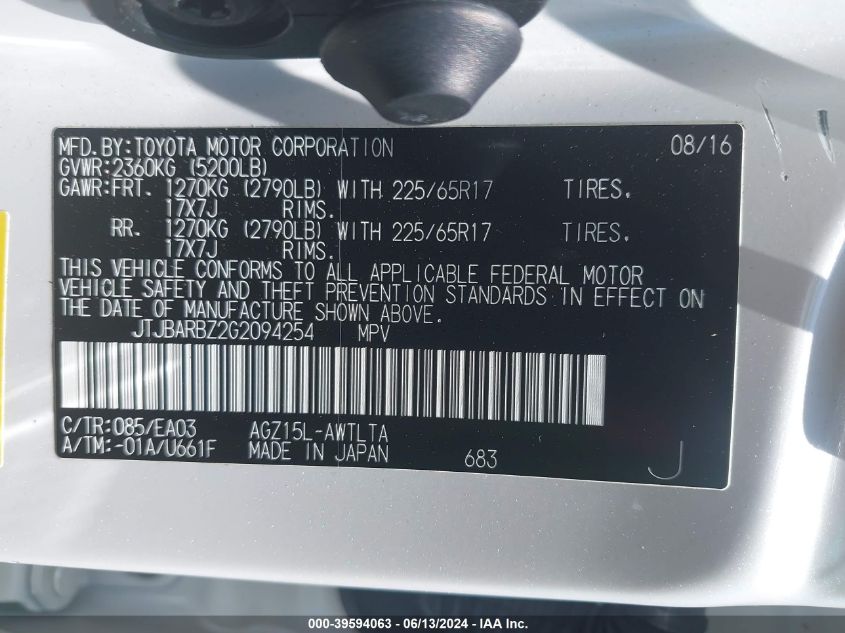 MFD. BY: TOYOTA MOTOR CORPORATION 08/16
GVWR: 2360KG (5200LB)
GAWR: FRT. 1270KG (2790LB) WITH 225/65R17 TIRES.
17X7J RIMS.
RR. 1270KG (2790LB) WITH 225/65R17 TIRES.
17X7J RIMS.
THIS VEHICLE CONFORMS TO ALL APPLICABLE FEDERAL MOTOR
VEHICLE SAFETY AND THEFT PREVENTION STANDARDS IN EFFECT ON
THE DATE OF MANUFACTURE SHOWN ABOVE.
JTJBARBZ2G2094254 MPV
C/TR: 085/EA03 AGZ15L-AWTLTA
A/TM: -01A/U661F MADE IN JAPAN 683 J
000-39594063 - 06/13/2024 - IAA Inc.